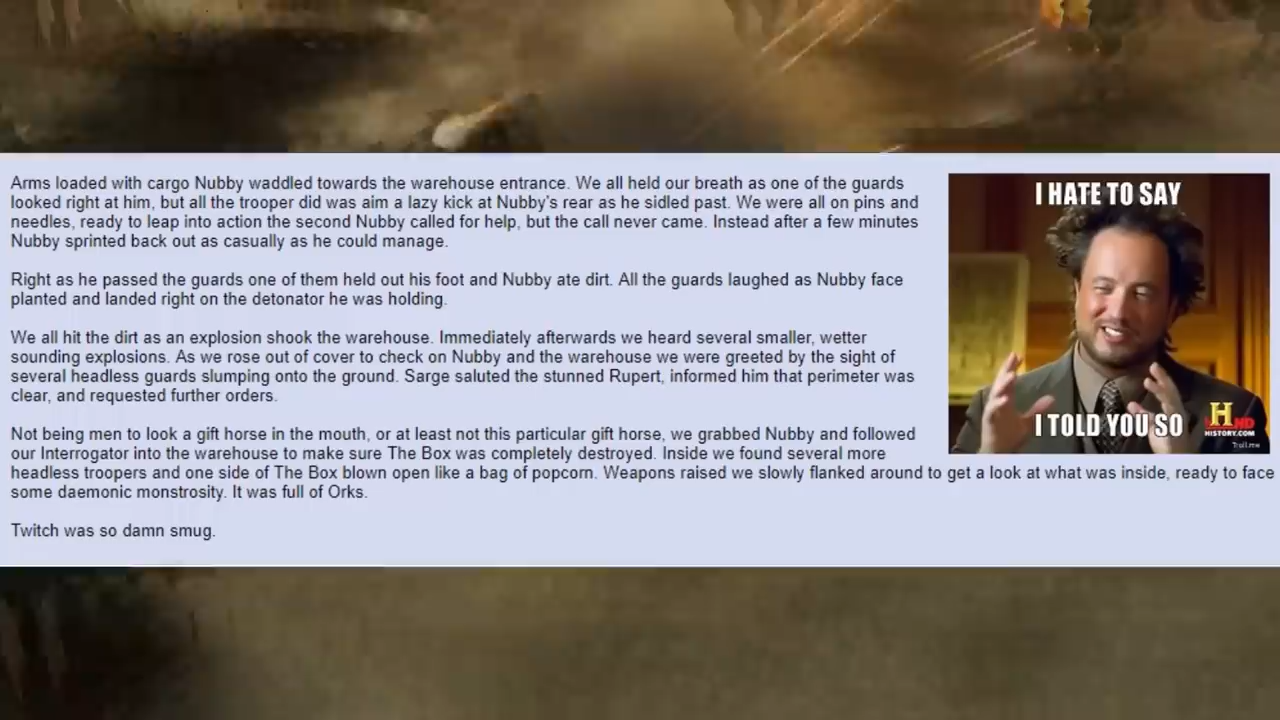 Arms loaded with cargo Nubby waddled towards the warehouse entrance. We all held our breath as one of the guards
looked right at him, but all the trooper did was aim a lazy kick at Nubby's rear as he sidled past. We were all on pins and
needles, ready to leap into action the second Nubby called for help, but the call never came. Instead after a few minutes
Nubby sprinted back out as casually as he could manage.
Right as he passed the guards one of them held out his foot and Nubby ate dirt. All the guards laughed as Nubby face
planted and landed right on the detonator he was holding.
We all hit the dirt as an explosion shook the warehouse. Immediately afterwards we heard several smaller, wetter
sounding explosions. As we rose out of cover to check on Nubby and the warehouse we were greeted by the sight of
several headless guards slumping onto the ground. Sarge saluted the stunned Rupert, informed him that perimeter was
clear, and requested further orders.
Not being men to look a gift horse in the mouth, or at least not this particular gift horse, we grabbed Nubby and followed
our Interrogator into the warehouse to make sure The Box was completely destroyed. Inside we found several more
headless troopers and one side of The Box blown open like a bag of popcorn. Weapons raised we slowly flanked around to get a look at what was inside, ready to face
some daemonic monstrosity. It was full of Orks.
Twitch was so damn smug.
I HATE TO SAY
I TOLD YOU SO
H HD
HISTORY.COM
Troll.me